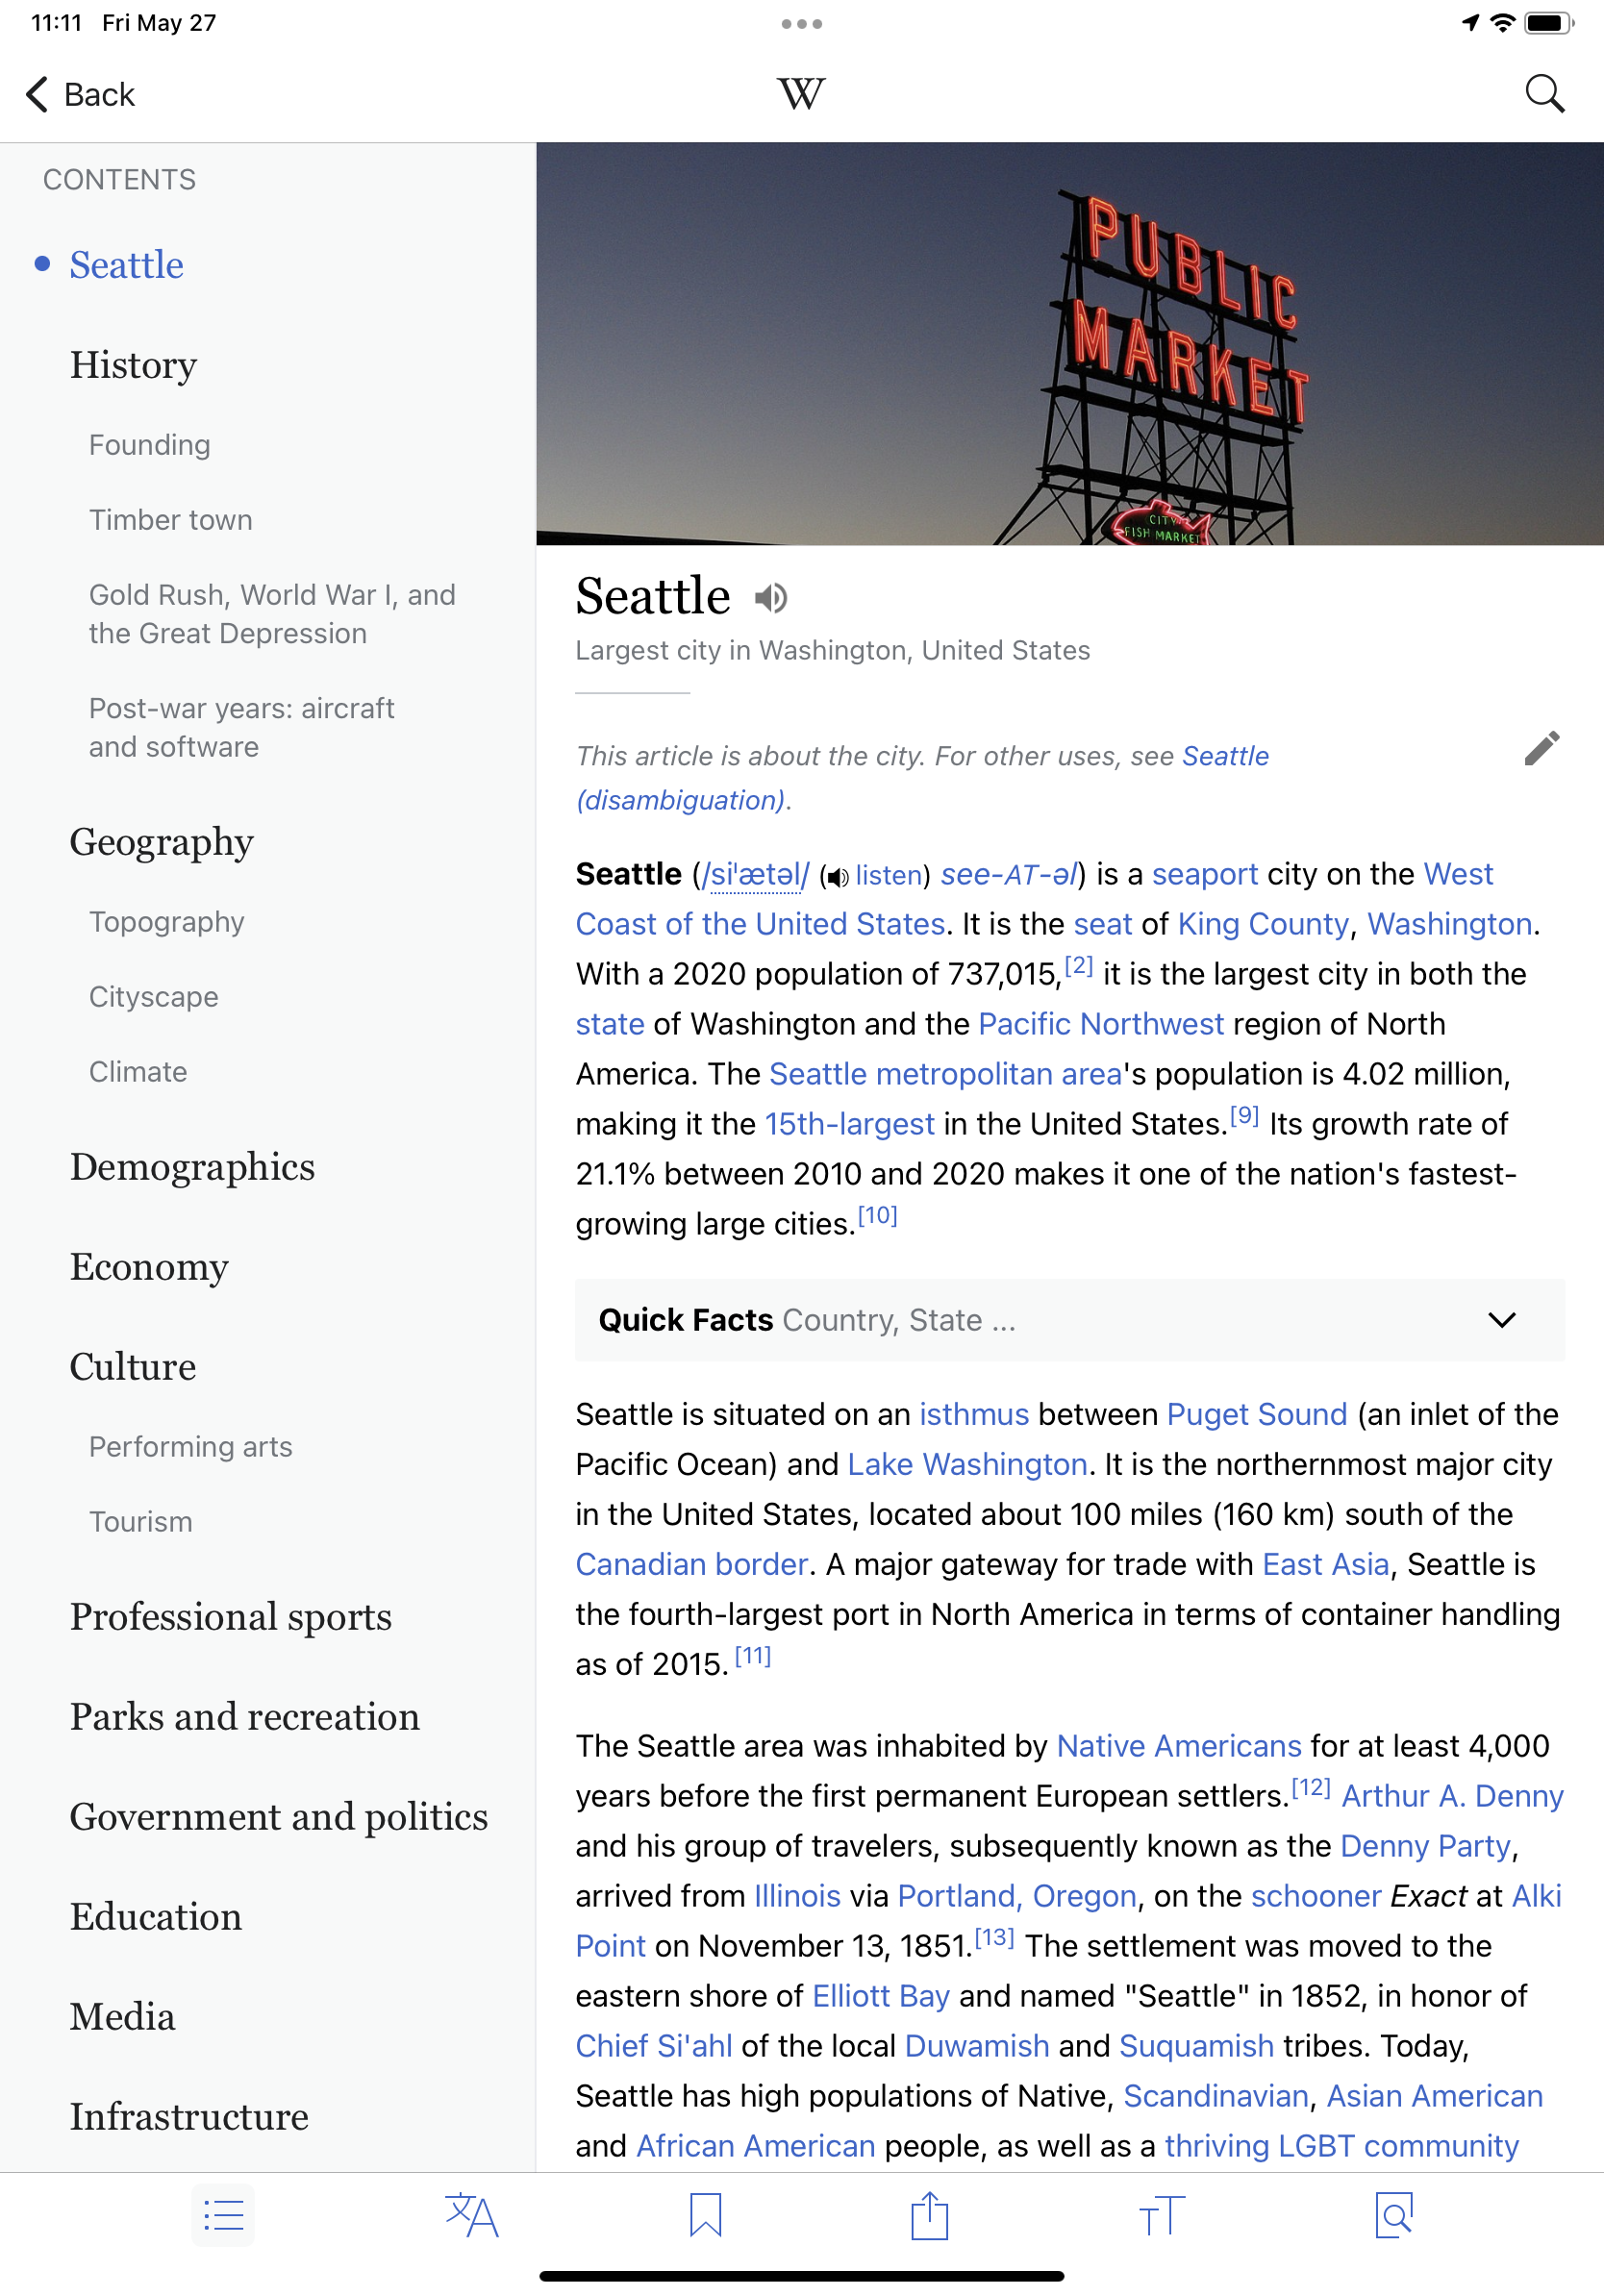 11:11 Fri May 27
Back
W
CONTENTS
Seattle
History
Founding
Timber town
Gold Rush, World War I, and
the Great Depression
Post-war years: aircraft
and software
Geography
Topography
Cityscape
Climate
Demographics
Economy
Culture
Performing arts
Tourism
Professional sports
Parks and recreation
Government and politics
Education
Media
Infrastructure
PUBLIC
MARKET
CITY
FISH MARKET
Seattle
Largest city in Washington, United States
This article is about the city. For other uses, see Seattle
(disambiguation).
Seattle (/siˈætəl/ (listen) see-AT-əl) is a seaport city on the West
Coast of the United States. It is the seat of King County, Washington.
With a 2020 population of 737,015,[2] it is the largest city in both the
state of Washington and the Pacific Northwest region of North
America. The Seattle metropolitan area's population is 4.02 million,
making it the 15th-largest in the United States.[9] Its growth rate of
21.1% between 2010 and 2020 makes it one of the nation's fastest-
growing large cities.[10]
Quick Facts Country, State ...
Seattle is situated on an isthmus between Puget Sound (an inlet of the
Pacific Ocean) and Lake Washington. It is the northernmost major city
in the United States, located about 100 miles (160 km) south of the
Canadian border. A major gateway for trade with East Asia, Seattle is
the fourth-largest port in North America in terms of container handling
as of 2015. [11]
The Seattle area was inhabited by Native Americans for at least 4,000
years before the first permanent European settlers.[12] Arthur A. Denny
and his group of travelers, subsequently known as the Denny Party,
arrived from Illinois via Portland, Oregon, on the schooner Exact at Alki
Point on November 13, 1851.[13] The settlement was moved to the
eastern shore of Elliott Bay and named "Seattle" in 1852, in honor of
Chief Si'ahl of the local Duwamish and Suquamish tribes. Today,
Seattle has high populations of Native, Scandinavian, Asian American
and African American people, as well as a thriving LGBT community
文A
TT